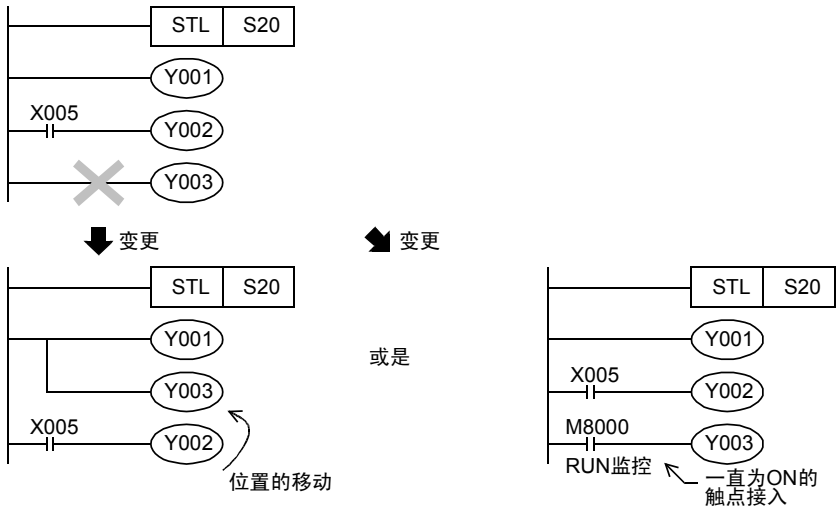 STL S20
Y001
X005
Y002
Y003
变更
变更
STL S20
Y001
Y003
X005
Y002
位置的移动
或是
STL S20
Y001
X005
Y002
M8000
Y003
RUN监控
一直为ON的
触点接入